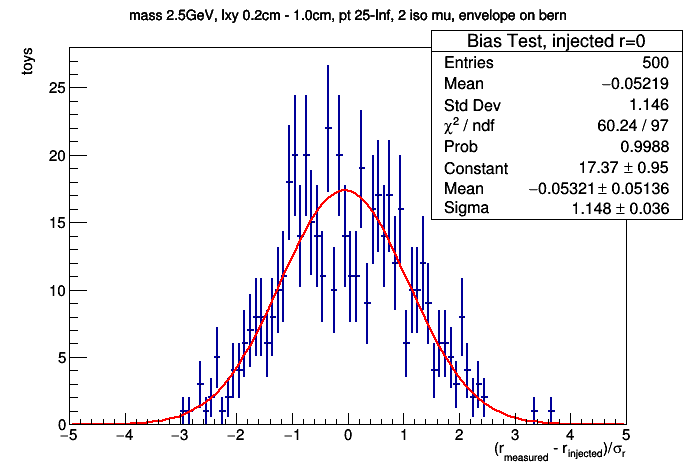 mass 2.5GeV, lxy 0.2cm - 1.0cm, pt 25-Inf, 2 iso mu, envelope on bern
Bias Test, injected r=0
Entries 500
Mean −0.05219
Std Dev 1.146
χ² / ndf 60.24 / 97
Prob 0.9988
Constant 17.37 ± 0.95
Mean −0.05321 ± 0.05136
Sigma 1.148 ± 0.036
toys
25
20
15
10
5
0
−5 −4 −3 −2 −1 0 1 2 3 4 5
(r_measured - r_injected)/σ_r